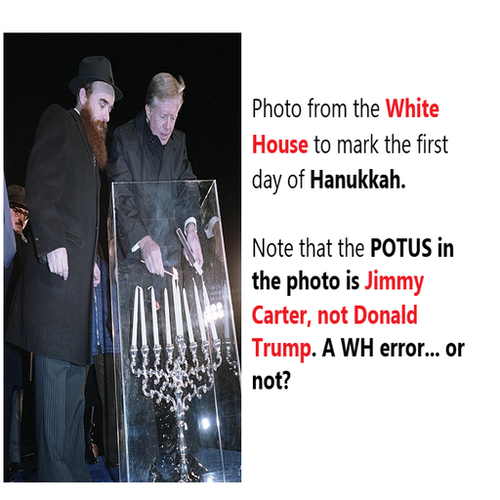 Photo from the White
House to mark the first
day of Hanukkah.
Note that the POTUS in
the photo is Jimmy
Carter, not Donald
Trump. A WH error... or
not?